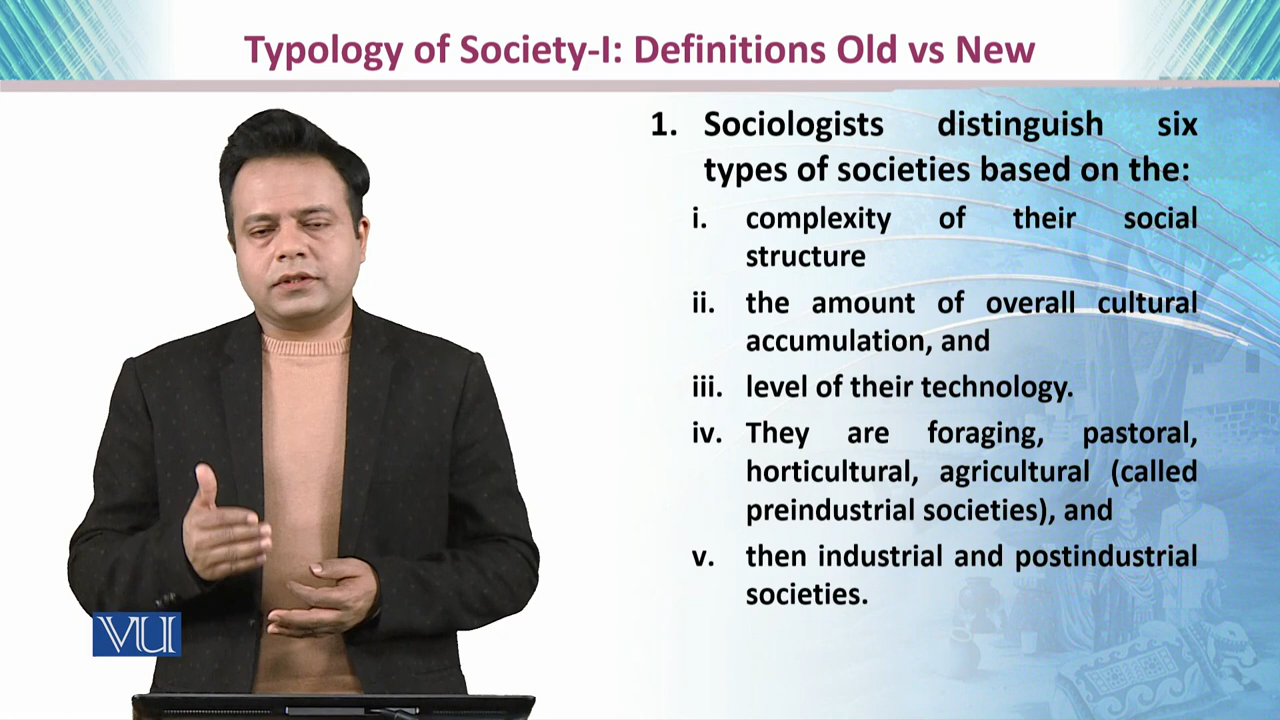 Typology of Society-I: Definitions Old vs New
1. Sociologists distinguish six
types of societies based on the:
i. complexity of their social
structure
ii. the amount of overall cultural
accumulation, and
iii. level of their technology.
iv. They are foraging, pastoral,
horticultural, agricultural (called
preindustrial societies), and
v. then industrial and postindustrial
societies.
VU